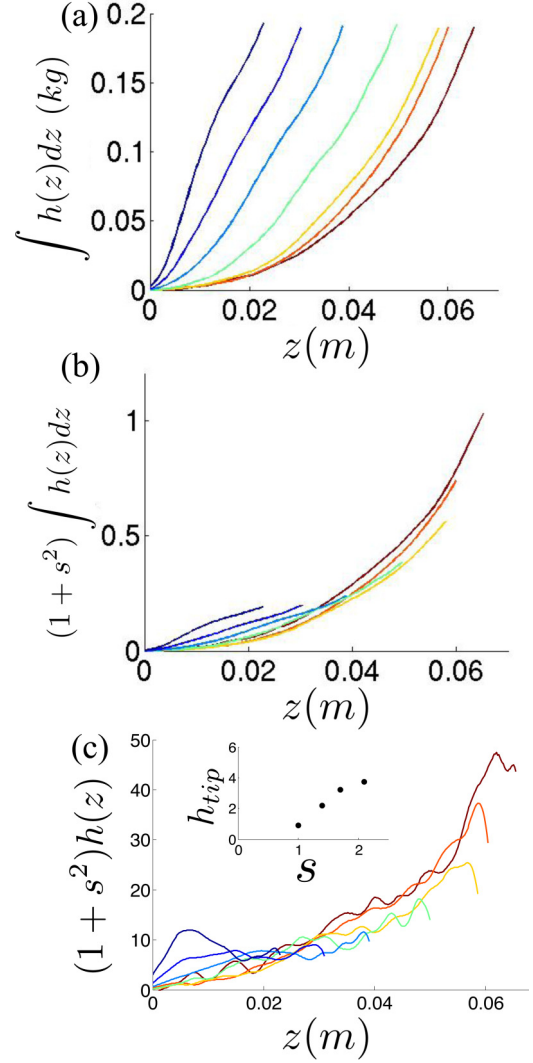 (a)
0.2
0.15
0.1
0.05
0
∫ h(z)dz (kg)
0 0.02 0.04 0.06
z(m)
(b)
1
0.5
0
(1 + s²) ∫ h(z)dz
0 0.02 0.04 0.06
z(m)
(c)
50
40
30
20
10
0
(1 + s²)h(z)
6
4
2
0
h_tip
0 1 2
s
0 0.02 0.04 0.06
z(m)